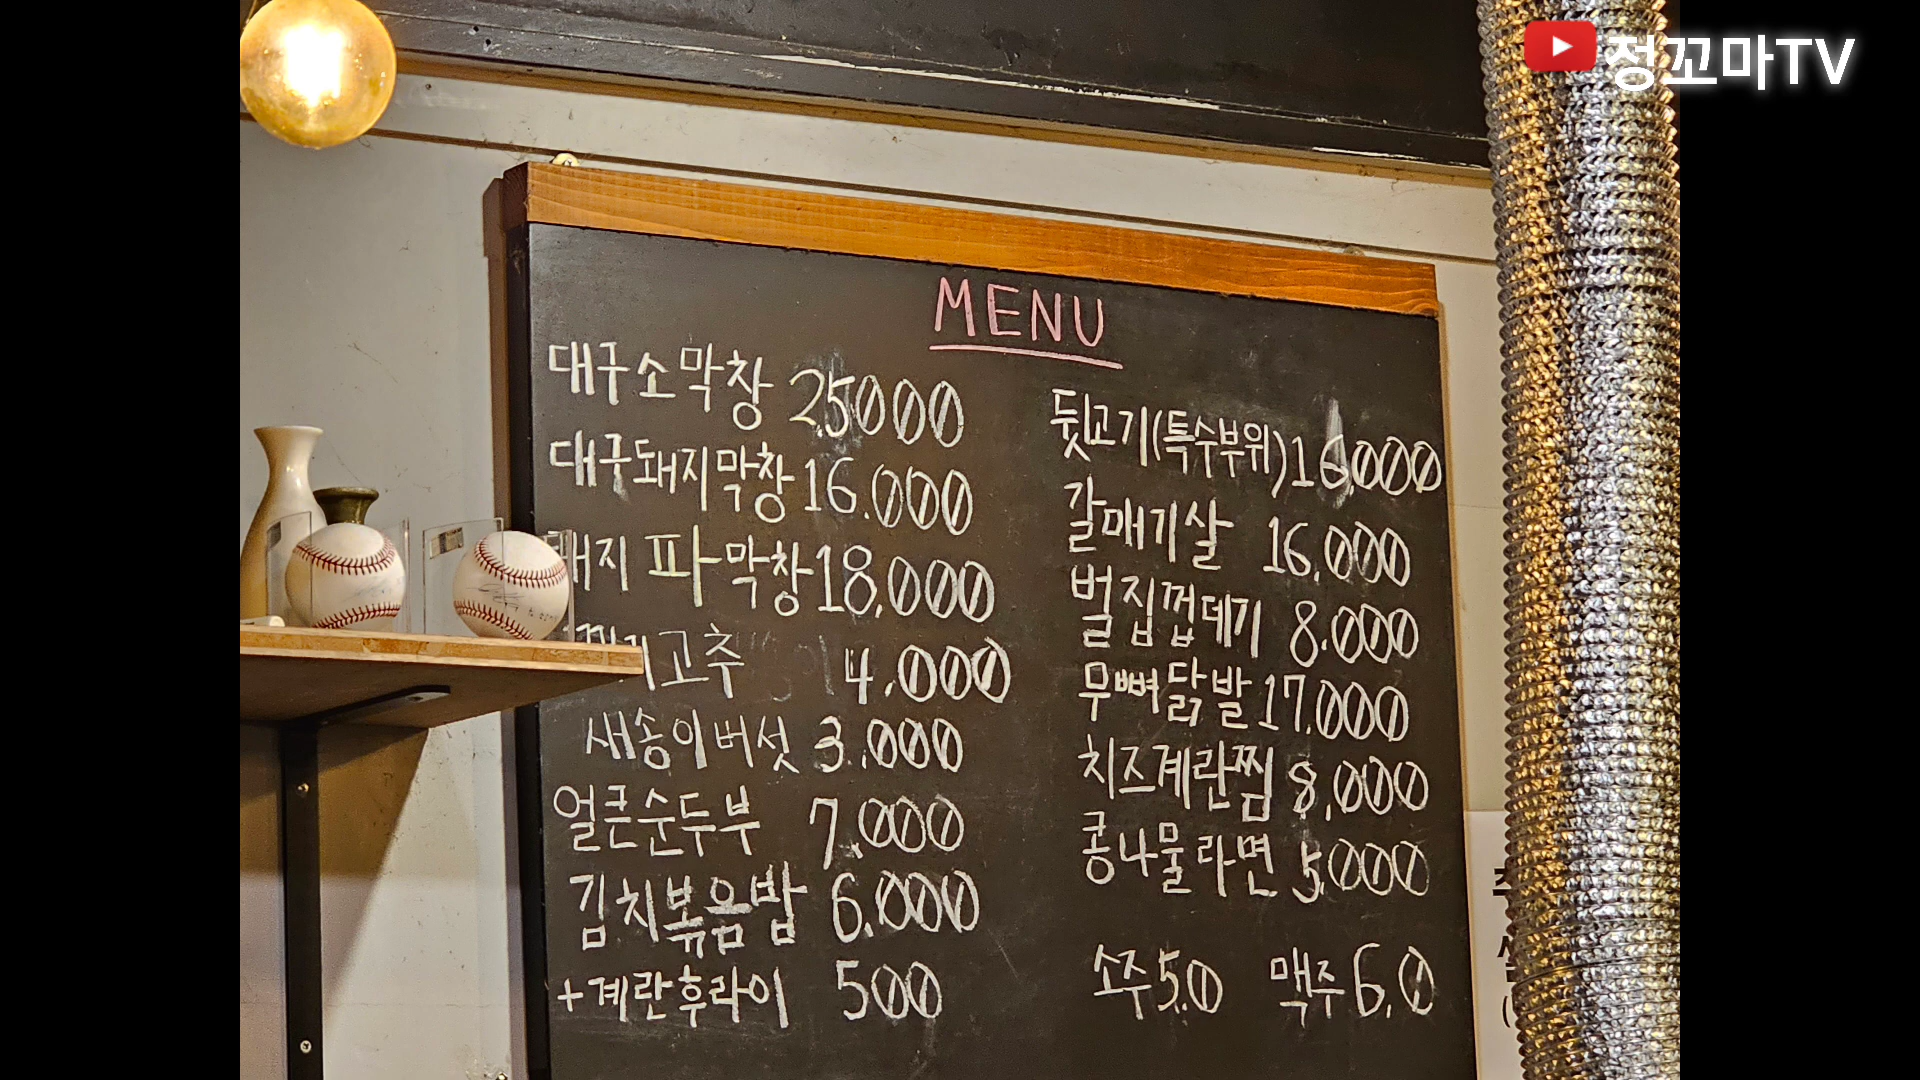 정꼬마TV
MENU
대구소막창 25,000
대구돼지막창 16,000
돼지 파막창 18,000
고추 4,000
새송이버섯 3,000
얼큰순두부 7,000
김치볶음밥 6,000
+계란후라이 500
뒷고기(특수부위) 16,000
갈매기살 16,000
벌집껍데기 8,000
무뼈닭발 17,000
치즈계란찜 8,000
콩나물라면 5,000
소주 5.0 맥주 6.0